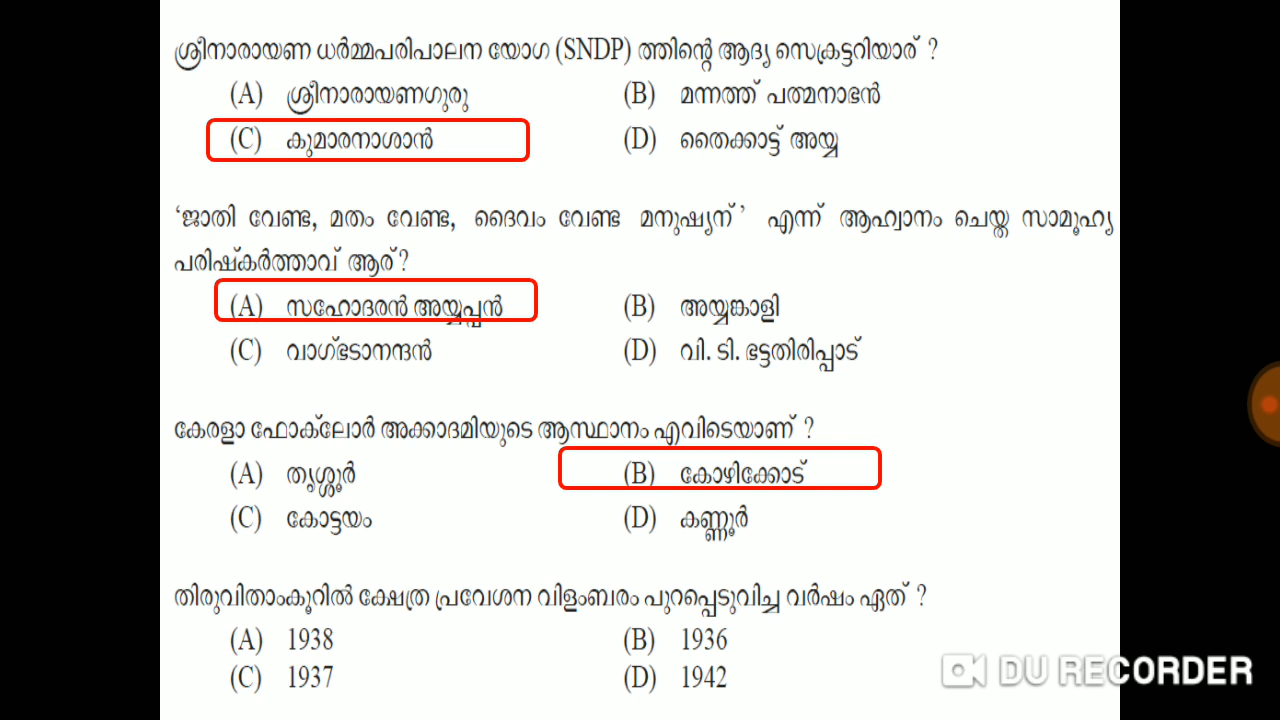 ശ്രീനാരായണ ധർമ്മപരിപാലന യോഗ (SNDP) ത്തിന്റെ ആദ്യ സെക്രട്ടറിയാര് ?
(A) ശ്രീനാരായണഗുരു (B) മന്നത്ത് പത്മനാഭൻ
(C) കുമാരനാശാൻ (D) തൈക്കാട്ട് അയ്യ
‘ജാതി വേണ്ട, മതം വേണ്ട, ദൈവം വേണ്ട മനുഷ്യന്’ എന്ന് ആഹ്വാനം ചെയ്ത സാമൂഹ്യ
പരിഷ്കർത്താവ് ആര്?
(A) സഹോദരൻ അയ്യപ്പൻ (B) അയ്യങ്കാളി
(C) വാഗ്ഭടാനന്ദൻ (D) വി. ടി. ഭട്ടതിരിപ്പാട്
കേരളാ ഫോക്‌ലോർ അക്കാദമിയുടെ ആസ്ഥാനം എവിടെയാണ് ?
(A) തൃശ്ശൂർ (B) കോഴിക്കോട്
(C) കോട്ടയം (D) കണ്ണൂർ
തിരുവിതാംകൂറിൽ ക്ഷേത്ര പ്രവേശന വിളംബരം പുറപ്പെടുവിച്ച വർഷം ഏത് ?
(A) 1938 (B) 1936
(C) 1937 (D) 1942
DU RECORDER